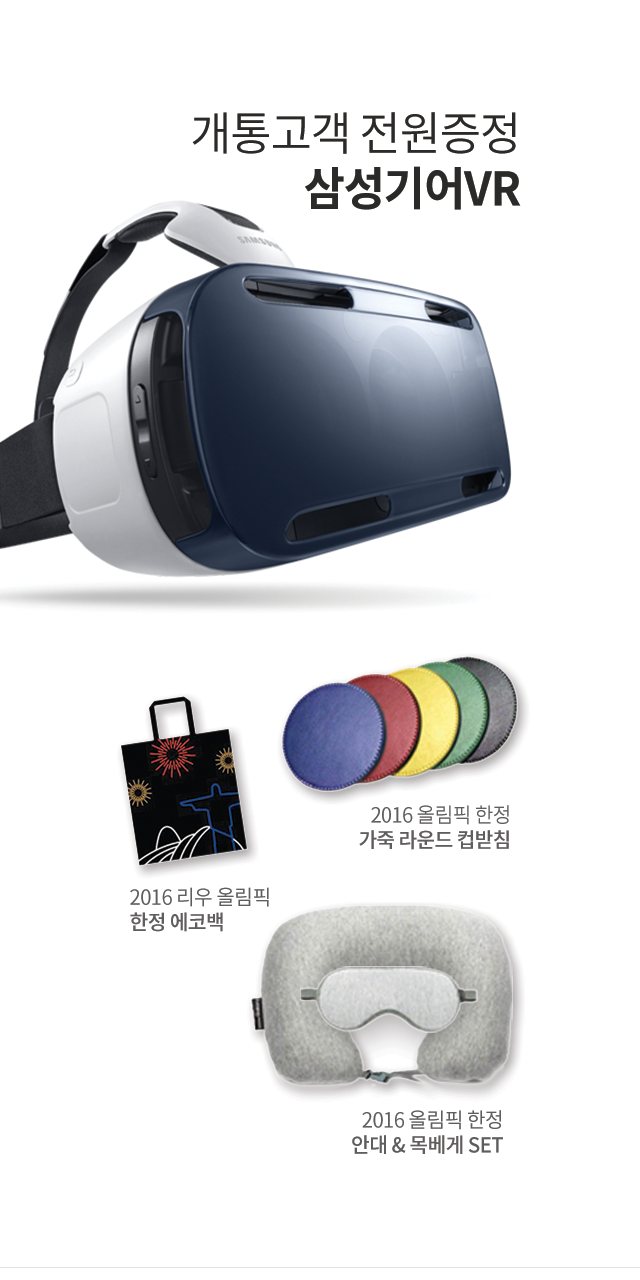 개통고객 전원증정
삼성기어VR
SAMSUNG
2016 올림픽 한정
가죽 라운드 컵받침
2016 리우 올림픽
한정 에코백
2016 올림픽 한정
안대 & 목베게 SET